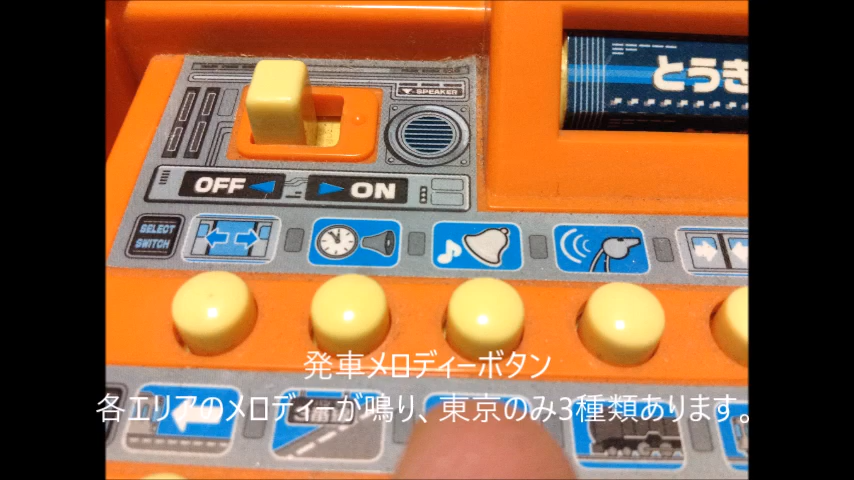 とうき
SPEAKER
OFF ON
SELECT
SWITCH
発車メロディーボタン
各エリアのメロディーが鳴り、東京のみ3種類あります。